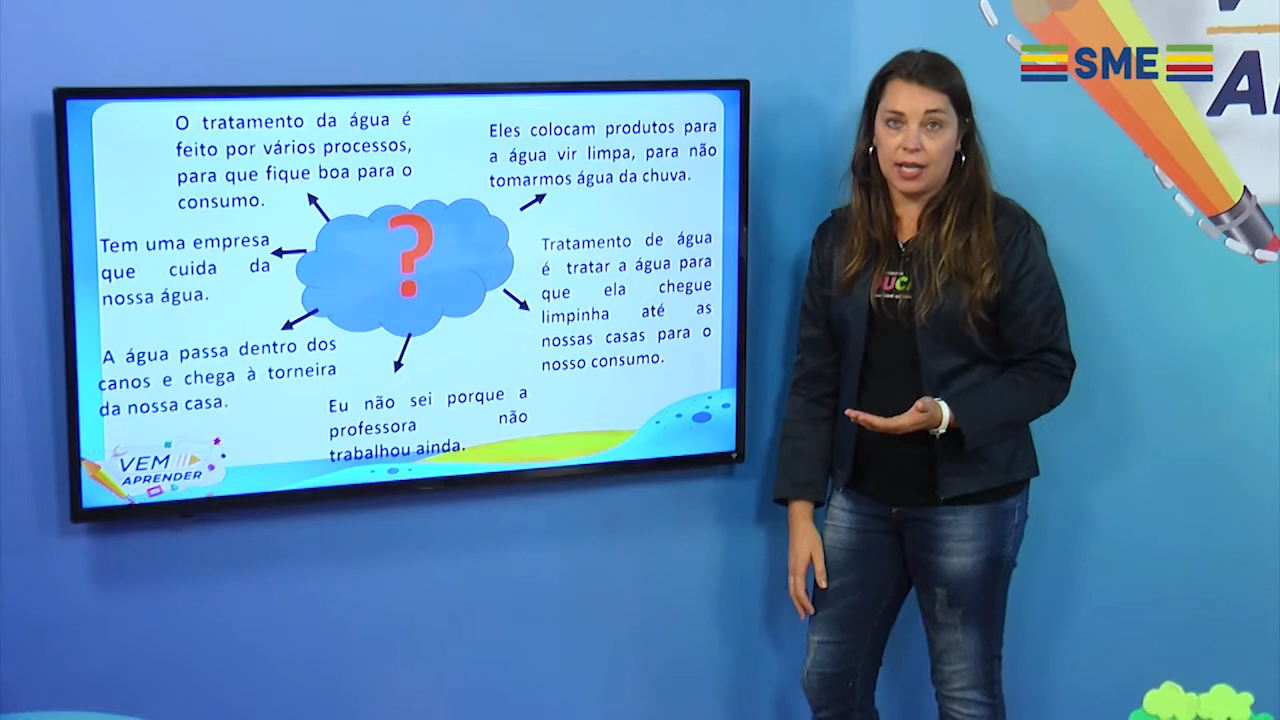 O tratamento da água é
feito por vários processos,
para que fique boa para o
consumo.
Eles colocam produtos para
a água vir limpa, para não
tomarmos água da chuva.
Tem uma empresa
que cuida da
nossa água.
?
Tratamento de água
é tratar a água para
que ela chegue
limpinha até as
nossas casas para o
nosso consumo.
A água passa dentro dos
canos e chega à torneira
da nossa casa.
Eu não sei porque a
professora não
trabalhou ainda.
VEM
APRENDER
SME